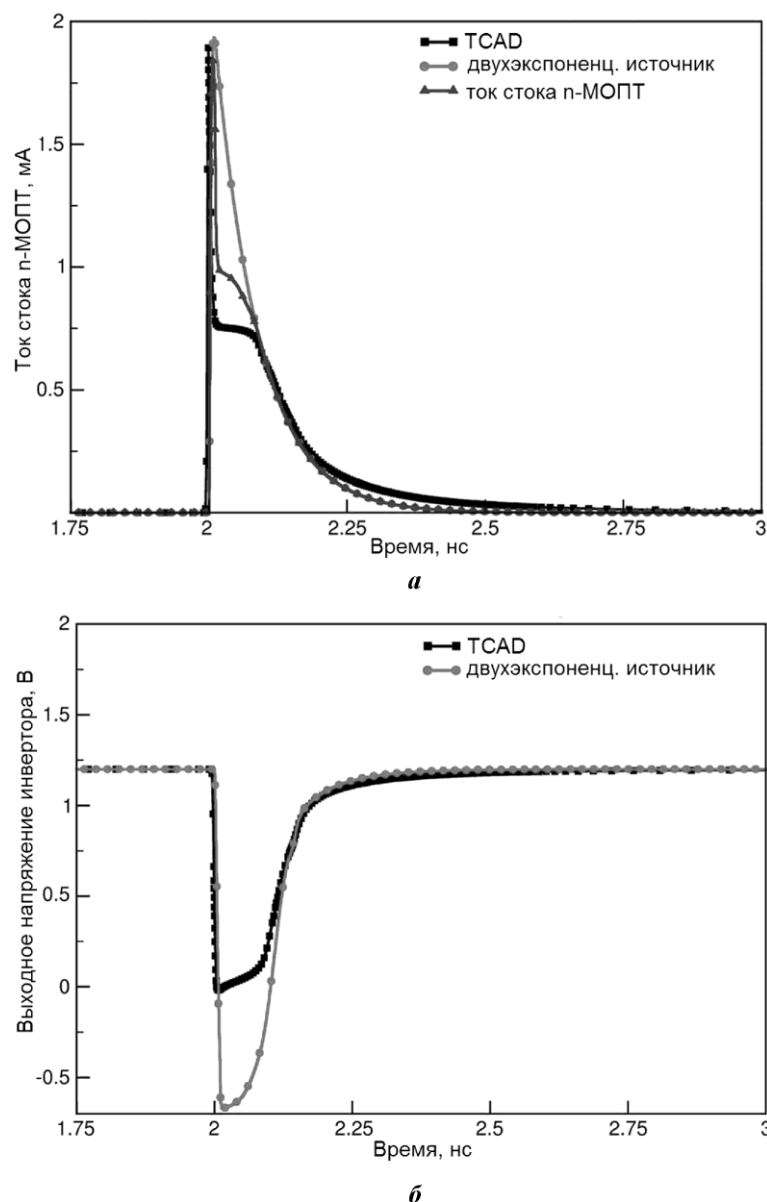 2
TCAD
двухэкспоненц. источник
ток стока n-МОПТ
1.5
1
0.5
Ток стока n-МОПТ, мА
1.75 2 2.25 2.5 2.75 3
Время, нс
а
2
TCAD
двухэкспоненц. источник
1.5
1
0.5
0
-0.5
Выходное напряжение инвертора, В
1.75 2 2.25 2.5 2.75 3
Время, нс
б